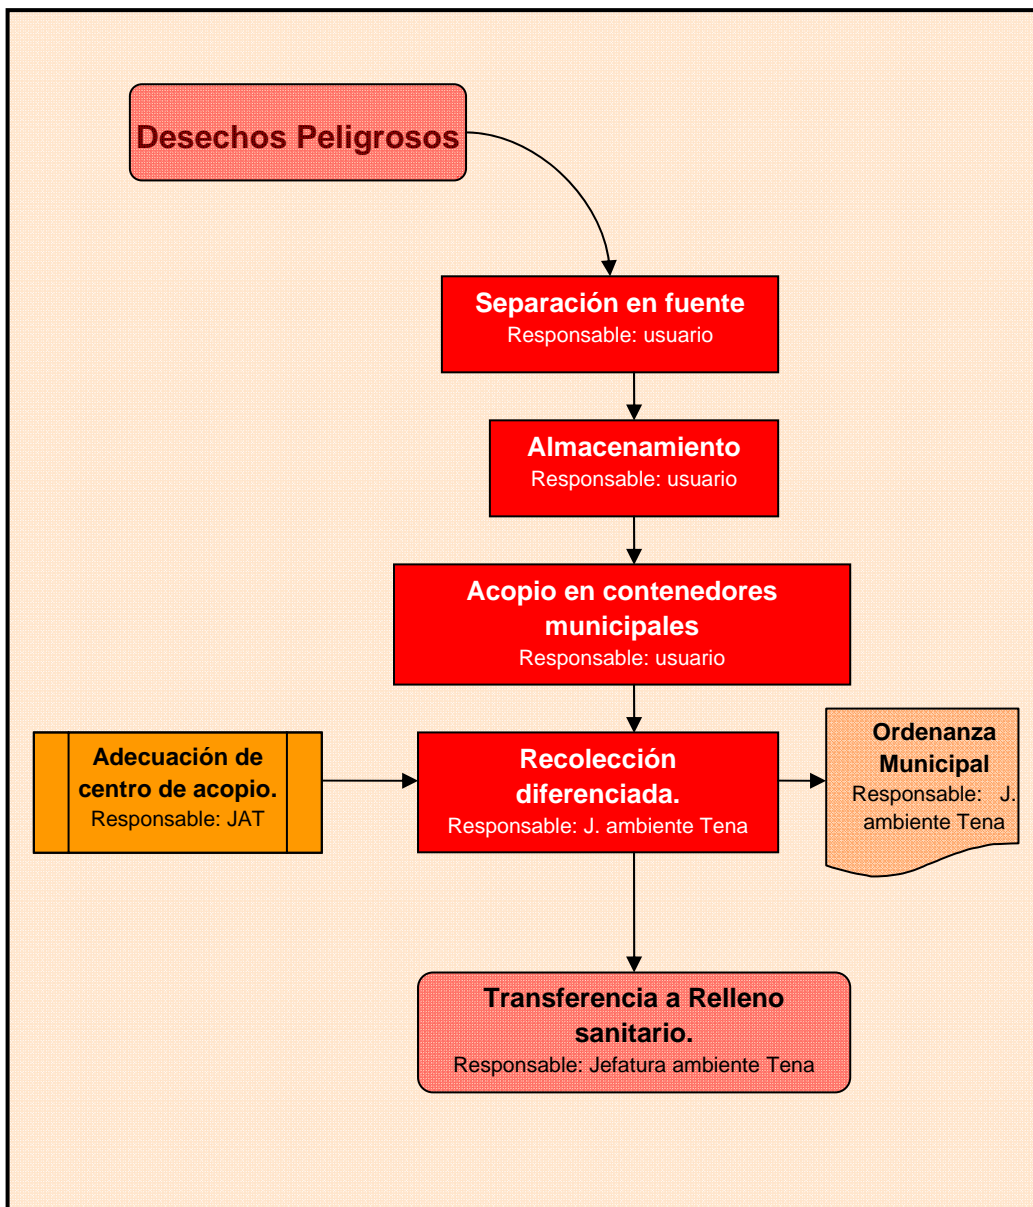 Desechos Peligrosos
Separación en fuente
Responsable: usuario
Almacenamiento
Responsable: usuario
Acopio en contenedores
municipales
Responsable: usuario
Adecuación de
centro de acopio.
Responsable: JAT
Recolección
diferenciada.
Responsable: J. ambiente Tena
Ordenanza
Municipal
Responsable: J.
ambiente Tena
Transferencia a Relleno
sanitario.
Responsable: Jefatura ambiente Tena